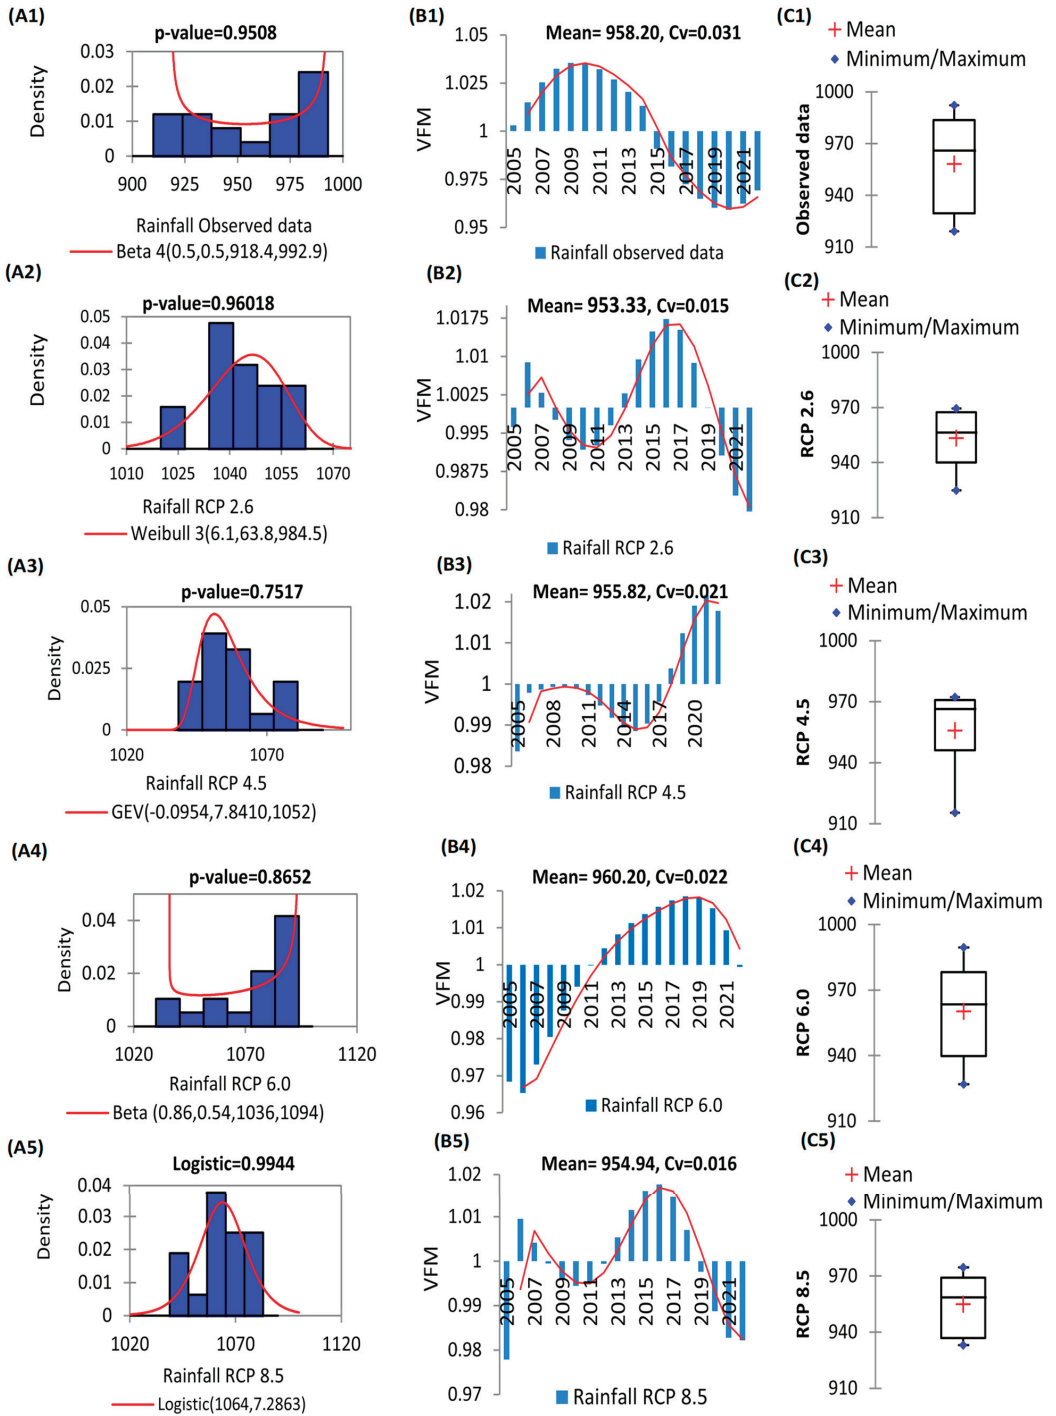 (A1)
p-value=0.9508
0.03
0.02
0.01
0
Density
900 925 950 975 1000
Rainfall Observed data
Beta 4(0.5,0.5,918.4,992.9)
(B1)
Mean= 958.20, Cv=0.031
1.05
1.025
1
0.975
0.95
VFM
2005 2007 2009 2011 2013 2015 2017 2019 2021
Rainfall observed data
(C1)
Mean
Minimum/Maximum
1000
970
940
910
Observed data
(A2)
p-value=0.96018
0.05
0.04
0.03
0.02
0.01
0
Density
1010 1025 1040 1055 1070
Raifall RCP 2.6
Weibull 3(6.1,63.8,984.5)
(B2)
Mean= 953.33, Cv=0.015
1.0175
1.01
1.0025
0.995
0.9875
0.98
VFM
2005 2007 2009 2011 2013 2015 2017 2019 2021
Raifall RCP 2.6
(C2)
Mean
Minimum/Maximum
1000
970
940
910
RCP 2.6
(A3)
p-value=0.7517
0.05
0.025
0
Density
1020 1070
Rainfall RCP 4.5
GEV(-0.0954,7.8410,1052)
(B3)
Mean= 955.82, Cv=0.021
1.02
1.01
1
0.99
0.98
VFM
2005 2008 2011 2014 2017 2020
Rainfall RCP 4.5
(C3)
Mean
Minimum/Maximum
1000
970
940
910
RCP 4.5
(A4)
p-value=0.8652
0.04
0.02
0
Density
1020 1070 1120
Rainfall RCP 6.0
Beta (0.86,0.54,1036,1094)
(B4)
Mean= 960.20, Cv=0.022
1.02
1.01
1
0.99
0.98
0.97
0.96
VFM
2005 2007 2009 2011 2013 2015 2017 2019 2021
Rainfall RCP 6.0
(C4)
Mean
Minimum/Maximum
1000
970
940
910
RCP 6.0
(A5)
Logistic=0.9944
0.04
0.03
0.02
0.01
0
Density
1020 1070 1120
Rainfall RCP 8.5
Logistic(1064,7.2863)
(B5)
Mean= 954.94, Cv=0.016
1.02
1.01
1
0.99
0.98
0.97
VFM
2005 2007 2009 2011 2013 2015 2017 2019 2021
Rainfall RCP 8.5
(C5)
Mean
Minimum/Maximum
1000
970
940
910
RCP 8.5